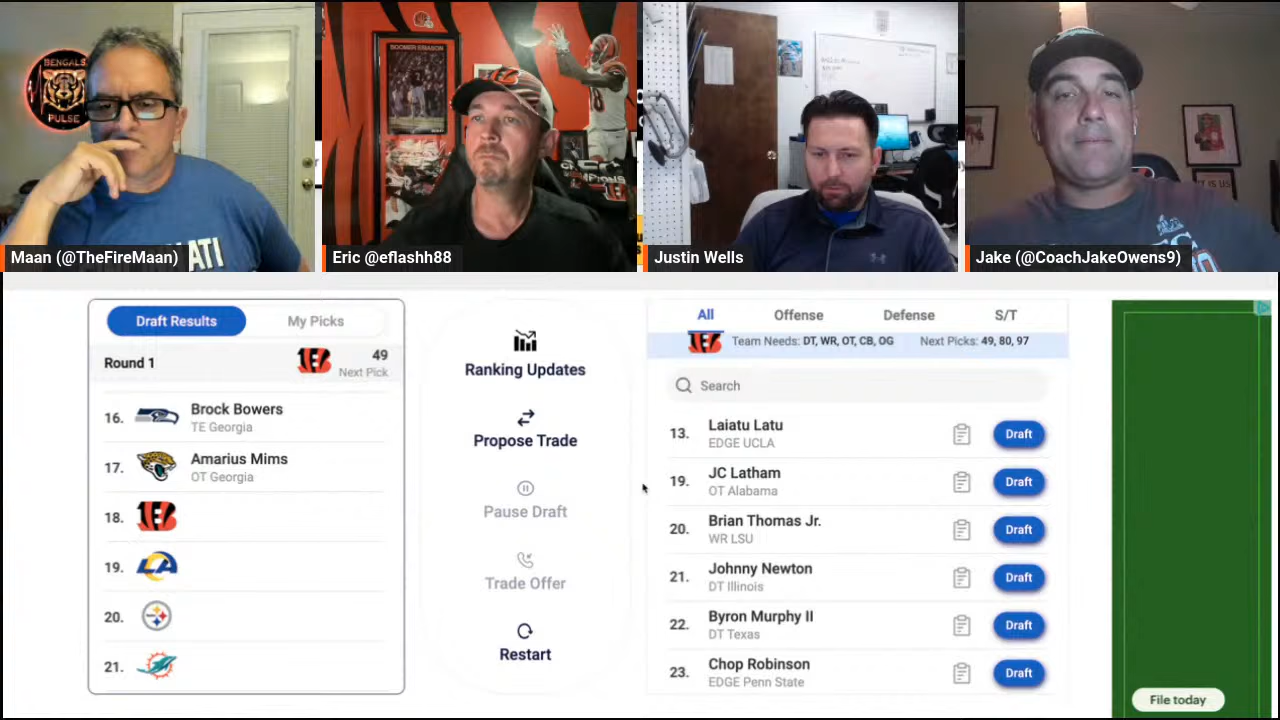 BENGALS
PULSE
BOOMER ESIASON
Maan (@TheFireMaan)
Eric @eflashh88
Justin Wells
Jake (@CoachJakeOwens9)
Draft Results
My Picks
Round 1
49
Next Pick
16.
Brock Bowers
TE Georgia
17.
Amarius Mims
OT Georgia
18.
19.
20.
21.
Ranking Updates
Propose Trade
Pause Draft
Trade Offer
Restart
All
Offense
Defense
S/T
Team Needs: DT, WR, OT, CB, OG
Next Picks: 49, 80, 97
Search
13.
Laiatu Latu
EDGE UCLA
Draft
19.
JC Latham
OT Alabama
Draft
20.
Brian Thomas Jr.
WR LSU
Draft
21.
Johnny Newton
DT Illinois
Draft
22.
Byron Murphy II
DT Texas
Draft
23.
Chop Robinson
EDGE Penn State
Draft
File today